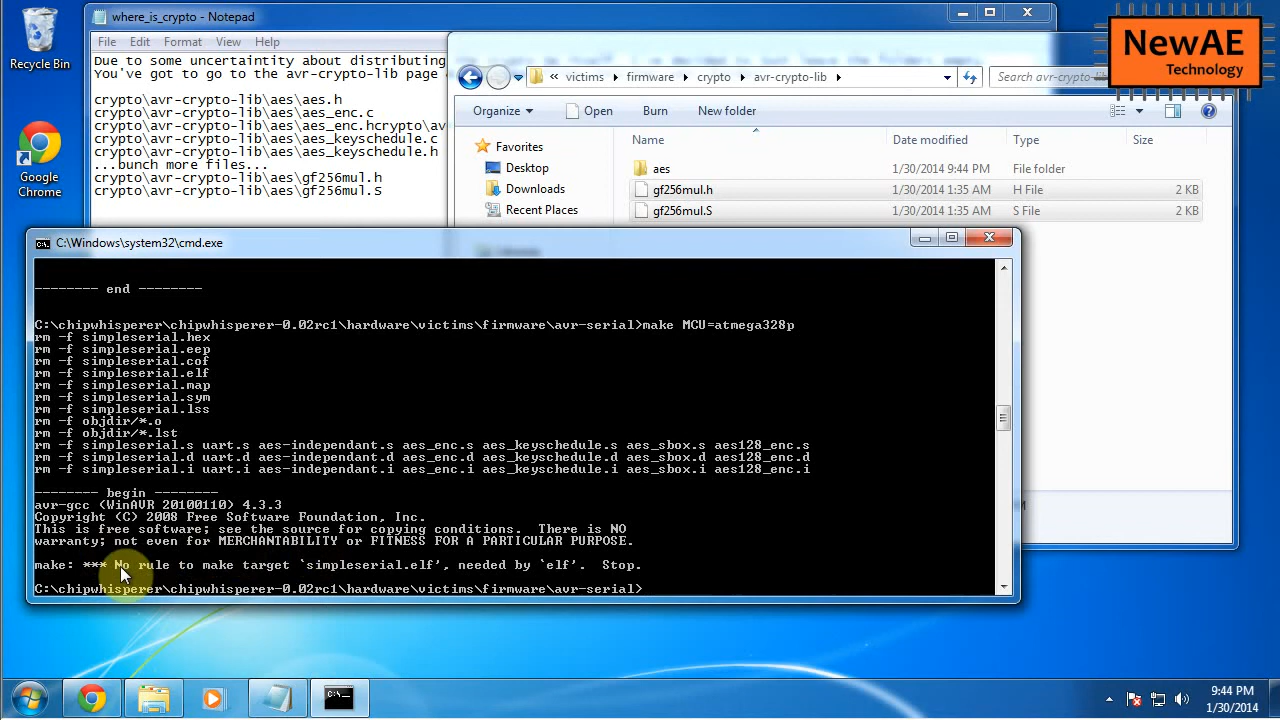 Recycle Bin
Google
Chrome
where_is_crypto - Notepad
File Edit Format View Help
Due to some uncertaintity about distributing
You've got to go to the avr-crypto-lib page
crypto\avr-crypto-lib\aes\aes.h
crypto\avr-crypto-lib\aes\aes_enc.c
crypto\avr-crypto-lib\aes\aes_enc.hcrypto\av
crypto\avr-crypto-lib\aes\aes_keyschedule.c
crypto\avr-crypto-lib\aes\aes_keyschedule.h
...bunch more files...
crypto\avr-crypto-lib\aes\gf256mul.h
crypto\avr-crypto-lib\aes\gf256mul.S
NewAE
Technology
« victims firmware crypto avr-crypto-lib
Search avr-crypto-lib
Organize Open Burn New folder
Favorites
Desktop
Downloads
Recent Places
Name Date modified Type Size
aes 1/30/2014 9:44 PM File folder
gf256mul.h 1/30/2014 1:35 AM H File 2 KB
gf256mul.S 1/30/2014 1:35 AM S File 2 KB
C:\Windows\system32\cmd.exe
-------- end --------
C:\chipwhisperer\chipwhisperer-0.02rc1\hardware\victims\firmware\avr-serial>make MCU=atmega328p
rm -f simpleserial.hex
rm -f simpleserial.eep
rm -f simpleserial.cof
rm -f simpleserial.elf
rm -f simpleserial.map
rm -f simpleserial.sym
rm -f simpleserial.lss
rm -f objdir/*.o
rm -f objdir/*.lst
rm -f simpleserial.s uart.s aes-independant.s aes_enc.s aes_keyschedule.s aes_sbox.s aes128_enc.s
rm -f simpleserial.d uart.d aes-independant.d aes_enc.d aes_keyschedule.d aes_sbox.d aes128_enc.d
rm -f simpleserial.i uart.i aes-independant.i aes_enc.i aes_keyschedule.i aes_sbox.i aes128_enc.i
-------- begin --------
avr-gcc (WinAVR 20100110) 4.3.3
Copyright (C) 2008 Free Software Foundation, Inc.
This is free software; see the source for copying conditions.  There is NO
warranty; not even for MERCHANTABILITY or FITNESS FOR A PARTICULAR PURPOSE.
make: *** No rule to make target `simpleserial.elf', needed by `elf'.  Stop.
C:\chipwhisperer\chipwhisperer-0.02rc1\hardware\victims\firmware\avr-serial>
9:44 PM
1/30/2014